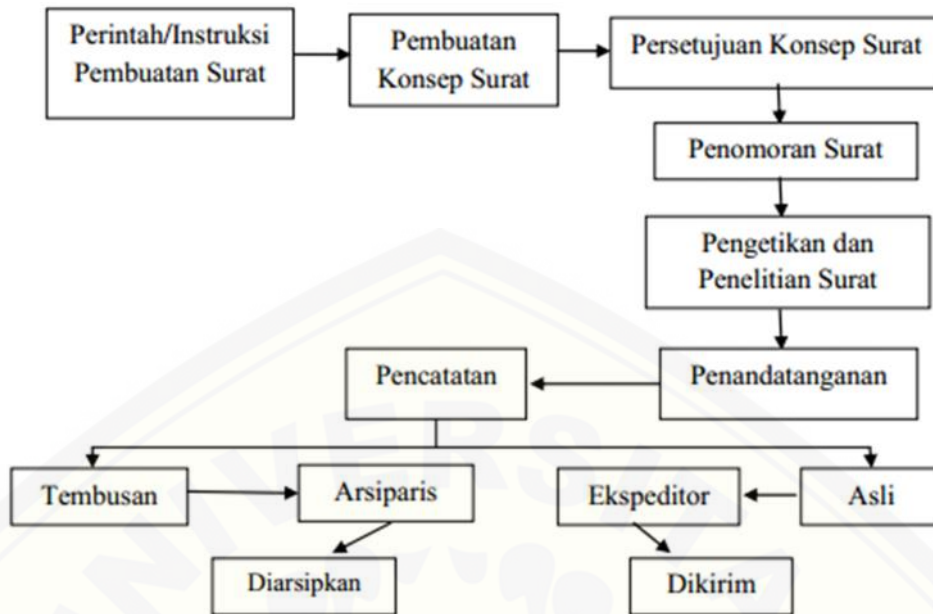 Perintah/Instruksi
Pembuatan Surat
Pembuatan
Konsep Surat
Persetujuan Konsep Surat
Penomoran Surat
Pengetikan dan
Penelitian Surat
Penandatanganan
Pencatatan
Tembusan
Arsiparis
Ekspeditor
Asli
Diarsipkan
Dikirim